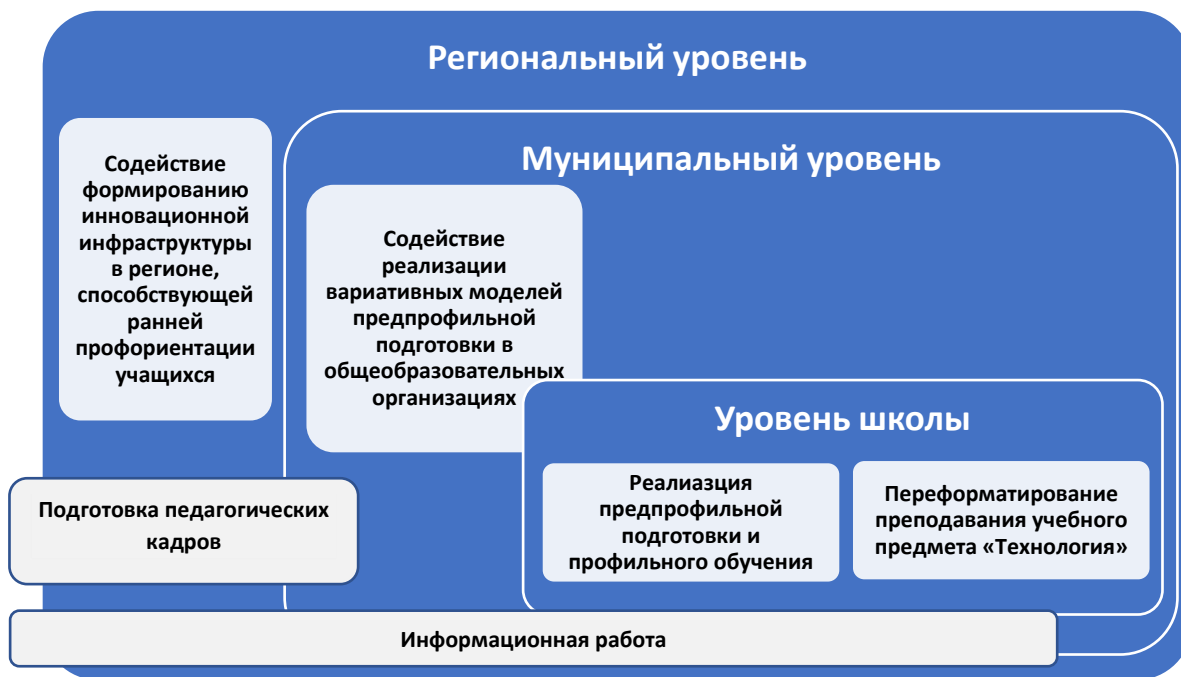 Региональный уровень
Содействие
формированию
инновационной
инфраструктуры
в регионе,
способствующей
ранней
профориентации
учащихся
Муниципальный уровень
Содействие
реализации
вариативных моделей
предпрофильной
подготовки в
общеобразовательных
организациях
Уровень школы
Реалиазция
предпрофильной
подготовки и
профильного обучения
Переформатирование
преподавания учебного
предмета «Технология»
Подготовка педагогических
кадров
Информационная работа